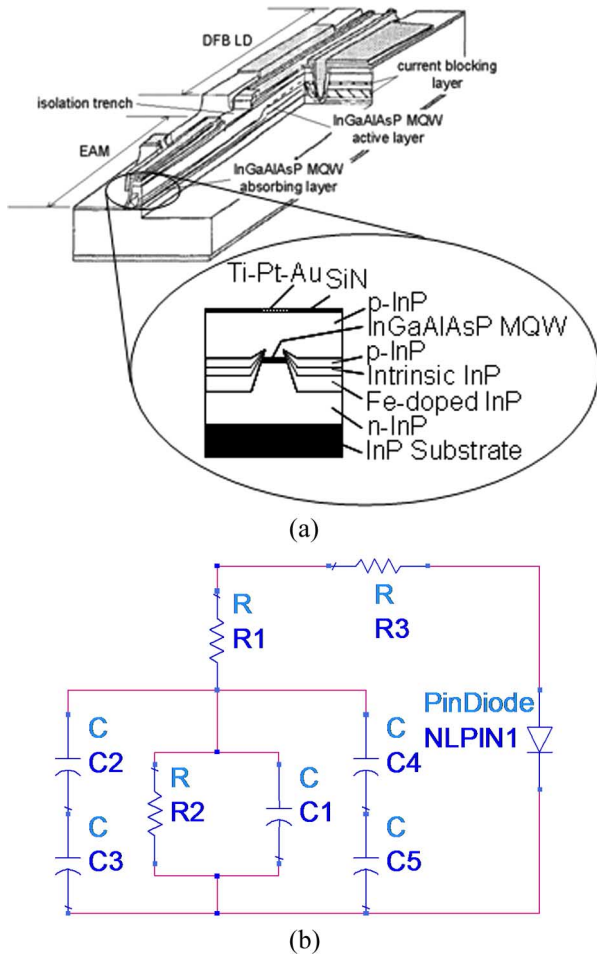 DFB LD
current blocking
layer
isolation trench
InGaAlAsP MQW
active layer
EAM
InGaAlAsP MQW
absorbing layer
Ti-Pt-Au
SiN
p-InP
InGaAlAsP MQW
p-InP
Intrinsic InP
Fe-doped InP
n-InP
InP Substrate
(a)
R
R3
R
R1
PinDiode
NLPIN1
C
C2
R
R2
C
C1
C
C4
C
C3
C
C5
(b)